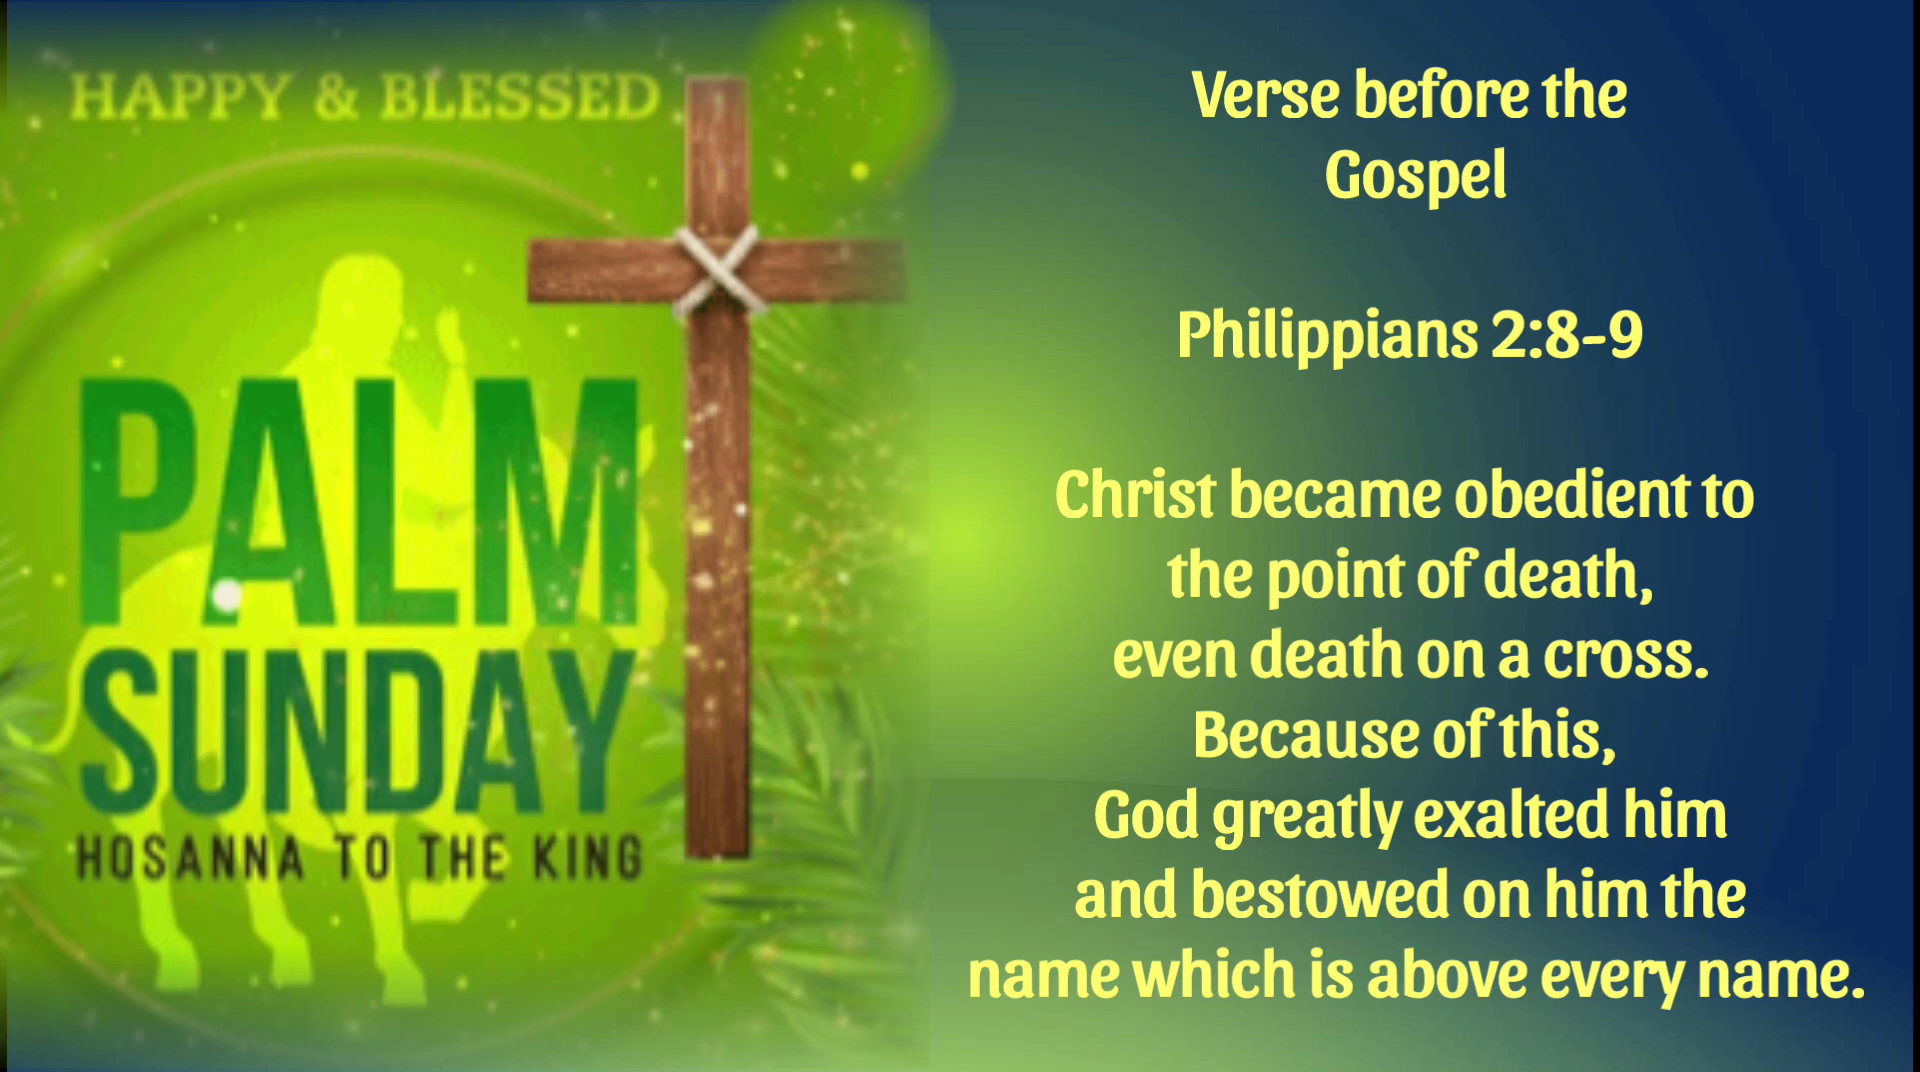 HAPPY & BLESSED
PALM
SUNDAY
HOSANNA TO THE KING
Verse before the
Gospel
Philippians 2:8-9
Christ became obedient to
the point of death,
even death on a cross.
Because of this,
God greatly exalted him
and bestowed on him the
name which is above every name.